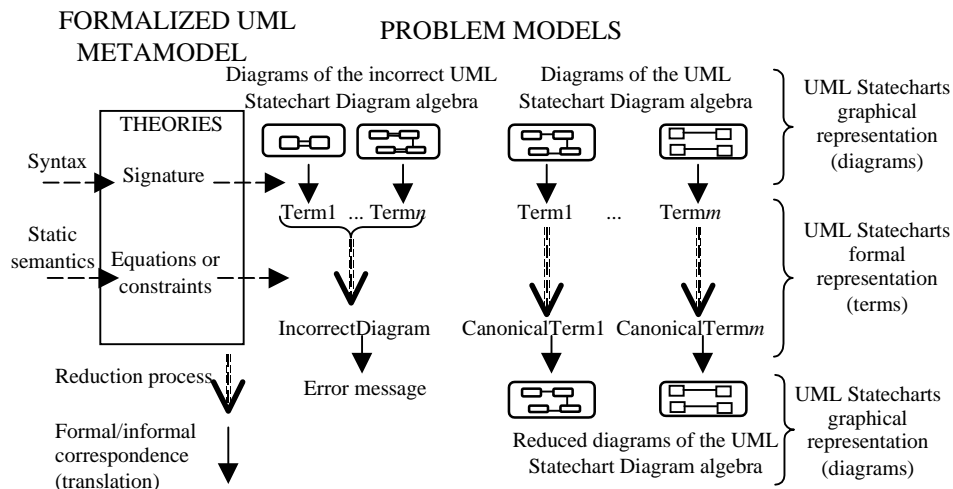 FORMALIZED UML
METAMODEL
PROBLEM MODELS
Diagrams of the incorrect UML
Statechart Diagram algebra
Diagrams of the UML
Statechart Diagram algebra
UML Statecharts
graphical
representation
(diagrams)
THEORIES
Syntax
Signature
Term1 ... Termn
Term1 ... Termm
Static
semantics
Equations or
constraints
UML Statecharts
formal
representation
(terms)
IncorrectDiagram
CanonicalTerm1
CanonicalTermm
Reduction process
Error message
Formal/informal
correspondence
(translation)
Reduced diagrams of the UML
Statechart Diagram algebra
UML Statecharts
graphical
representation
(diagrams)